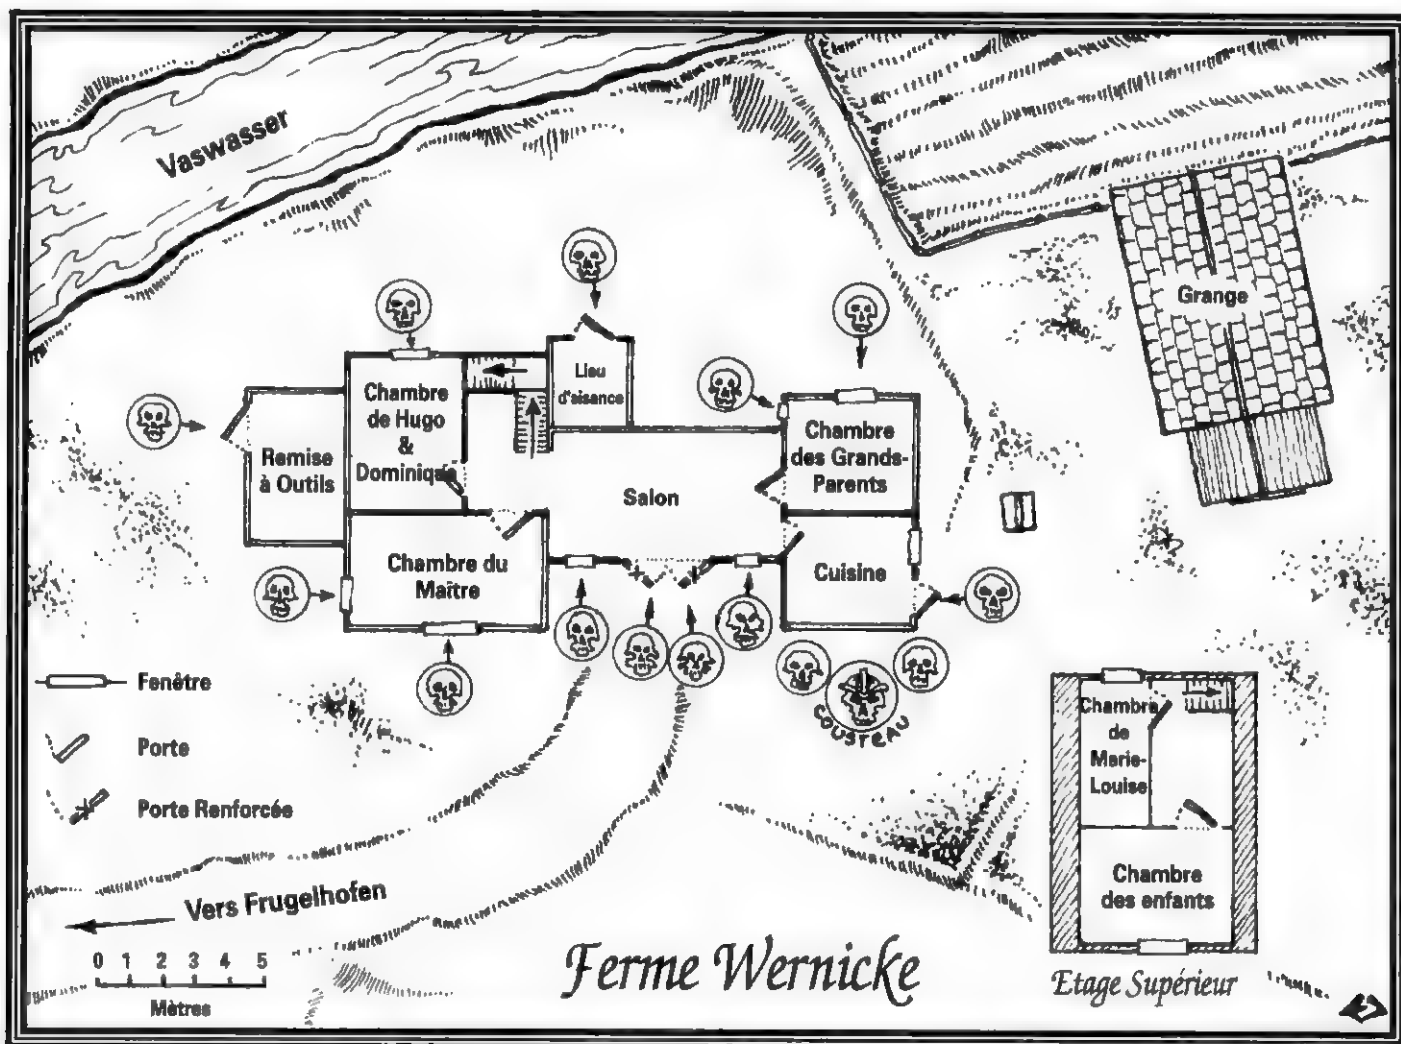 Vaswasser
Grange
Lieu
d'aisance
Chambre
de Hugo
&
Dominique
Chambre
des Grands-
Parents
Remise
à Outils
Salon
Chambre du
Maître
Cuisine
COUSTEAU
Fenêtre
Porte
Porte Renforcée
Chambre
de
Marie-
Louise
Chambre
des enfants
Vers Frugelhofen
0 1 2 3 4 5
Mètres
Ferme Wernicke
Etage Supérieur